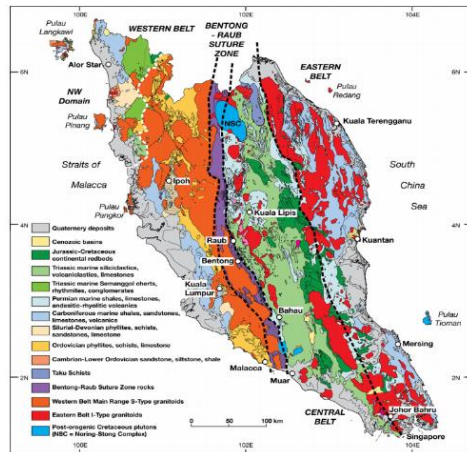 100E
102E
104E
Pulau
Langkawi
WESTERN BELT
BENTONG
- RAUB
SUTURE
ZONE
Alor Star
6N
6N
EASTERN
BELT
Pulau
Redang
NW
Domain
Pulau
Pinang
NSC
Kuala Terengganu
Straits of
Malacca
Ipoh
South
China
Sea
Pulau
Pangkor
Kuala Lipis
4N
4N
Kuantan
Raub
Bentong
Kuala
Lumpur
Bahau
Pulau
Tioman
Mersing
Malacca
Muar
2N
2N
Johor Bahru
CENTRAL
BELT
Singapore
Quaternary deposits
Cenozoic basins
Jurassic-Cretaceous
continental redbods
Triassic marine siliciclastics,
volcaniclastics, limestones
Triassic marine Semanggol cherts,
rhythmites, conglomerates
Permian marine shales, limestones,
andesitic-rhyolitic volcanics
Carboniferous marine shales, sandstones,
limestones, volcanics
Silurian-Devonian phyllites, schists,
sandstones, limestone
Ordovician phyllites, schists, limestone
Cambrian-Lower Ordovician sandstone, siltstone, shale
Taku Schists
Bentong-Raub Suture Zone rocks
Western Belt Main Range S-Type granitoids
Eastern Belt I-Type granitoids
Post-orogenic Cretaceous plutons
(NSC = Noring-Stong Complex)
0
50
100 km
100E
102E
104E